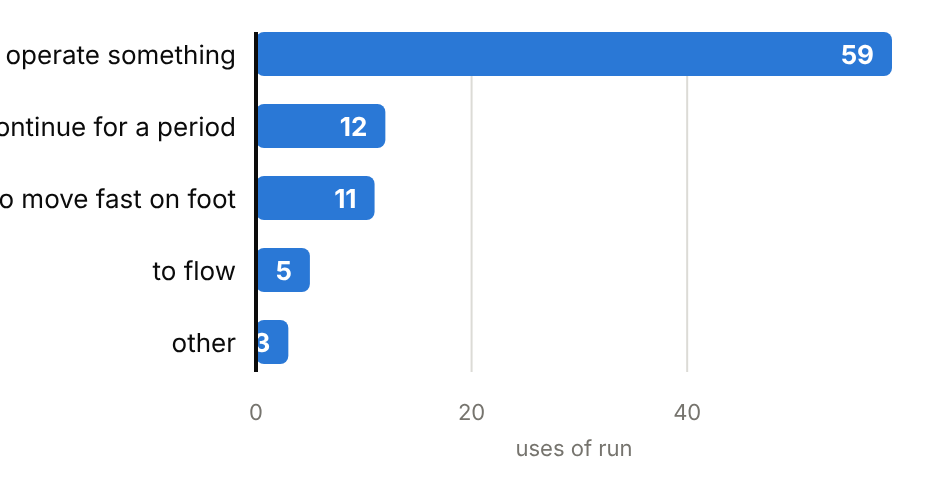 operate something
59
ontinue for a period
12
o move fast on foot
11
to flow
5
other
3
0 20 40
uses of run